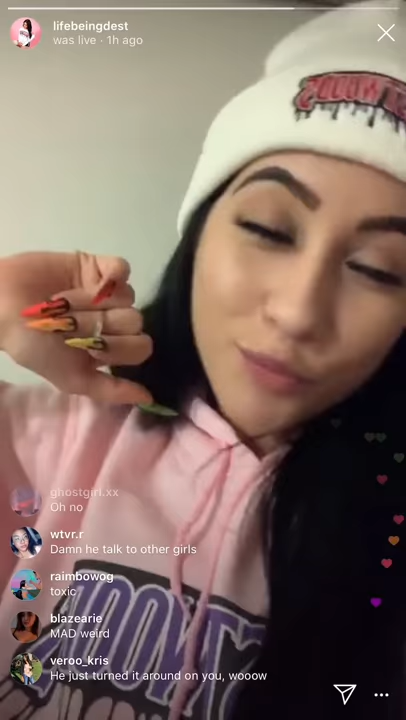 lifebeingdest
was live · 1h ago
ghostgirl.xx
Oh no
wtvr.r
Damn he talk to other girls
raimbowog
toxic
blazearie
MAD weird
veroo_kris
He just turned it around on you, wooow